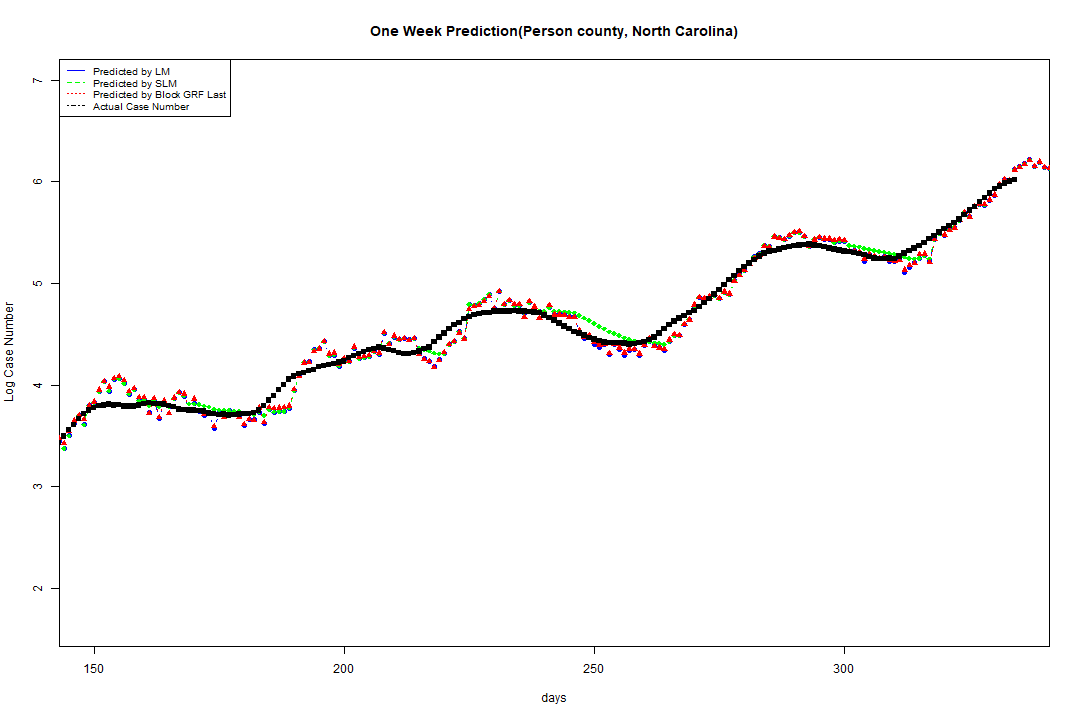 One Week Prediction(Person county, North Carolina)
Predicted by LM
Predicted by SLM
Predicted by Block GRF Last
Actual Case Number
7
6
5
4
3
2
Log Case Number
150 200 250 300
days